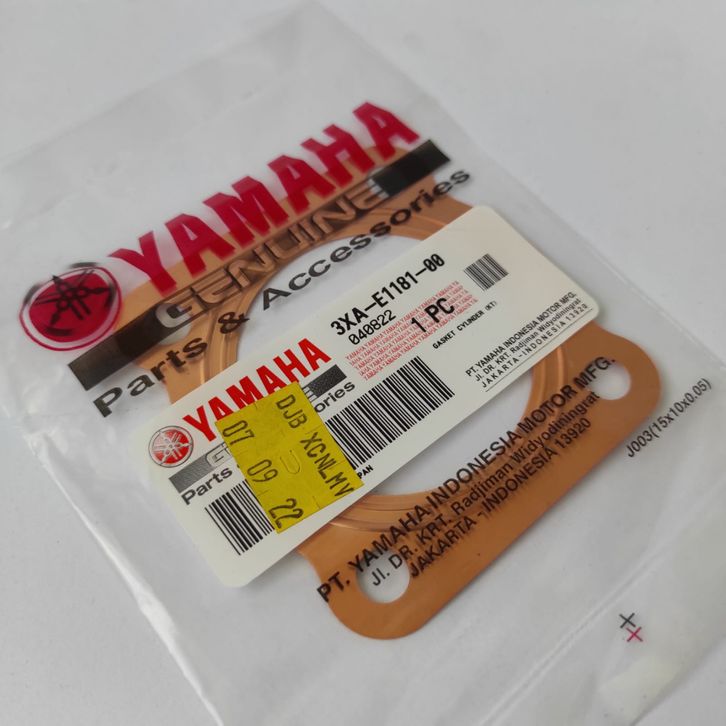 YAMAHA
GENUINE
Parts & Accessories
3XA-E1181-00
040822
1 PC
GASKET CYLINDER (KT)
PT. YAMAHA INDONESIA MOTOR MFG.
Jl. DR. KRT. Radjiman Widyodiningrat
JAKARTA - INDONESIA 13920
YAMAHA
Parts
DJB XCNLMV
U
07 09 22
PT. YAMAHA INDONESIA MOTOR MFG.
Jl. DR. KRT. Radjiman Widyodiningrat
JAKARTA - INDONESIA 13920
J003(15x10x0.05)